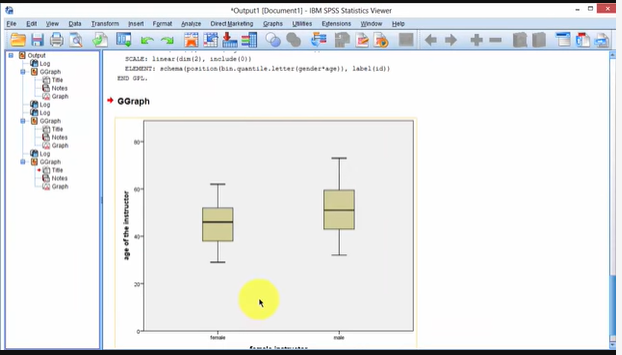 *Output1 [Document1] - IBM SPSS Statistics Viewer
File Edit View Data Transform Insert Format Analyze Direct Marketing Graphs Utilities Extensions Window Help
Output
Log
GGraph
Title
Notes
Graph
Log
Log
GGraph
Title
Notes
Graph
Log
GGraph
Title
Notes
Graph
SCALE: linear(dim(2), include(0))
ELEMENT: schema(position(bin.quantile.letter(gender*age)), label(id))
END GPL.
GGraph
age of the instructor
80
60
40
20
0
female male
female instructor